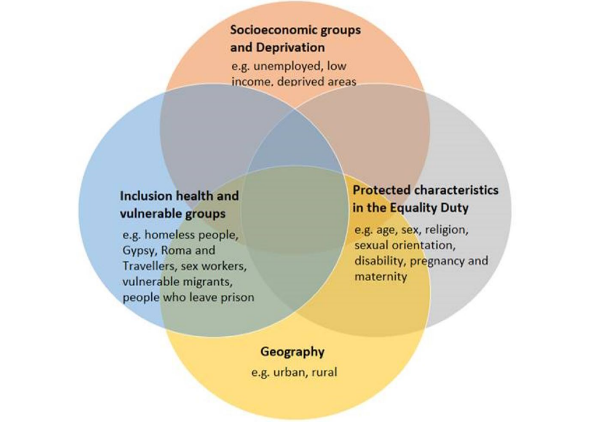 Socioeconomic groups
and Deprivation
e.g. unemployed, low
income, deprived areas
Inclusion health and
vulnerable groups
e.g. homeless people,
Gypsy, Roma and
Travellers, sex workers,
vulnerable migrants,
people who leave prison
Protected characteristics
in the Equality Duty
e.g. age, sex, religion,
sexual orientation,
disability, pregnancy and
maternity
Geography
e.g. urban, rural